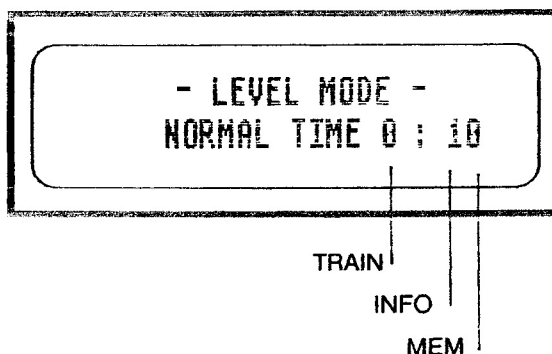 - LEVEL MODE -
NORMAL TIME 0 : 10
TRAIN
INFO
MEM